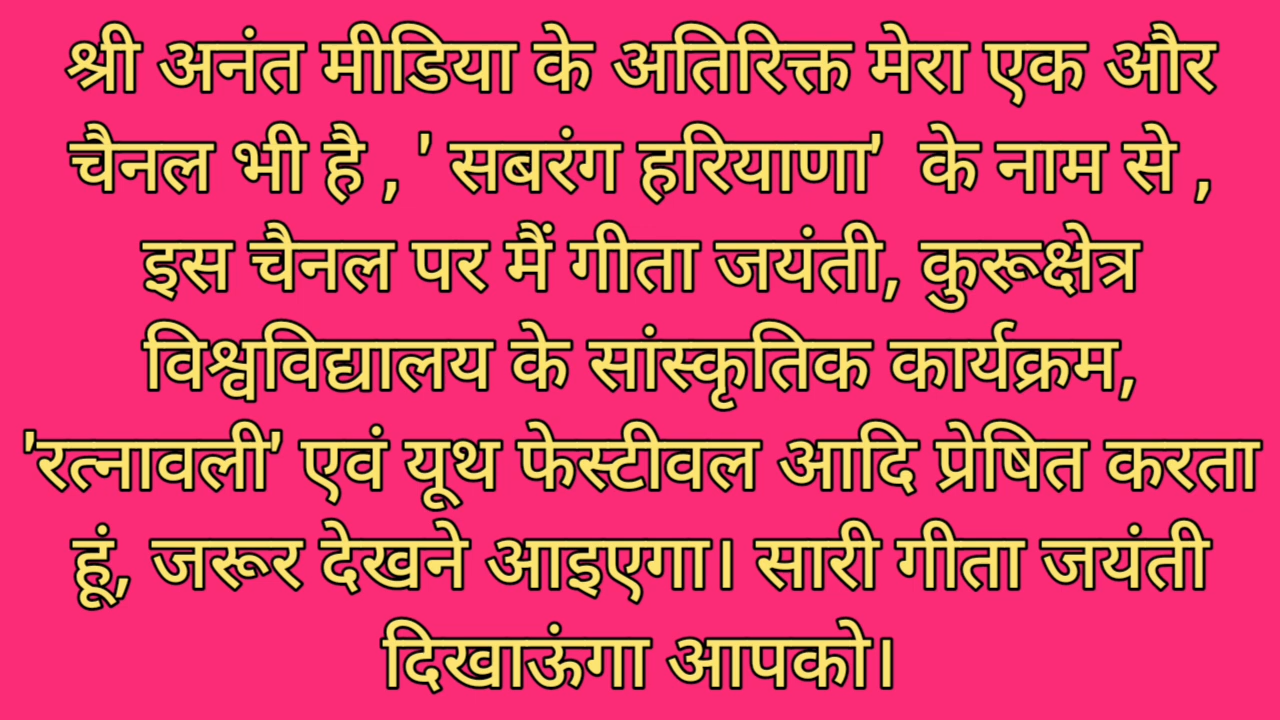 श्री अनंत मीडिया के अतिरिक्त मेरा एक और
चैनल भी है , ' सबरंग हरियाणा'  के नाम से ,
इस चैनल पर मैं गीता जयंती, कुरूक्षेत्र
विश्वविद्यालय के सांस्कृतिक कार्यक्रम,
'रत्नावली' एवं यूथ फेस्टीवल आदि प्रेषित करता
हूं, जरूर देखने आइएगा। सारी गीता जयंती
दिखाऊंगा आपको।